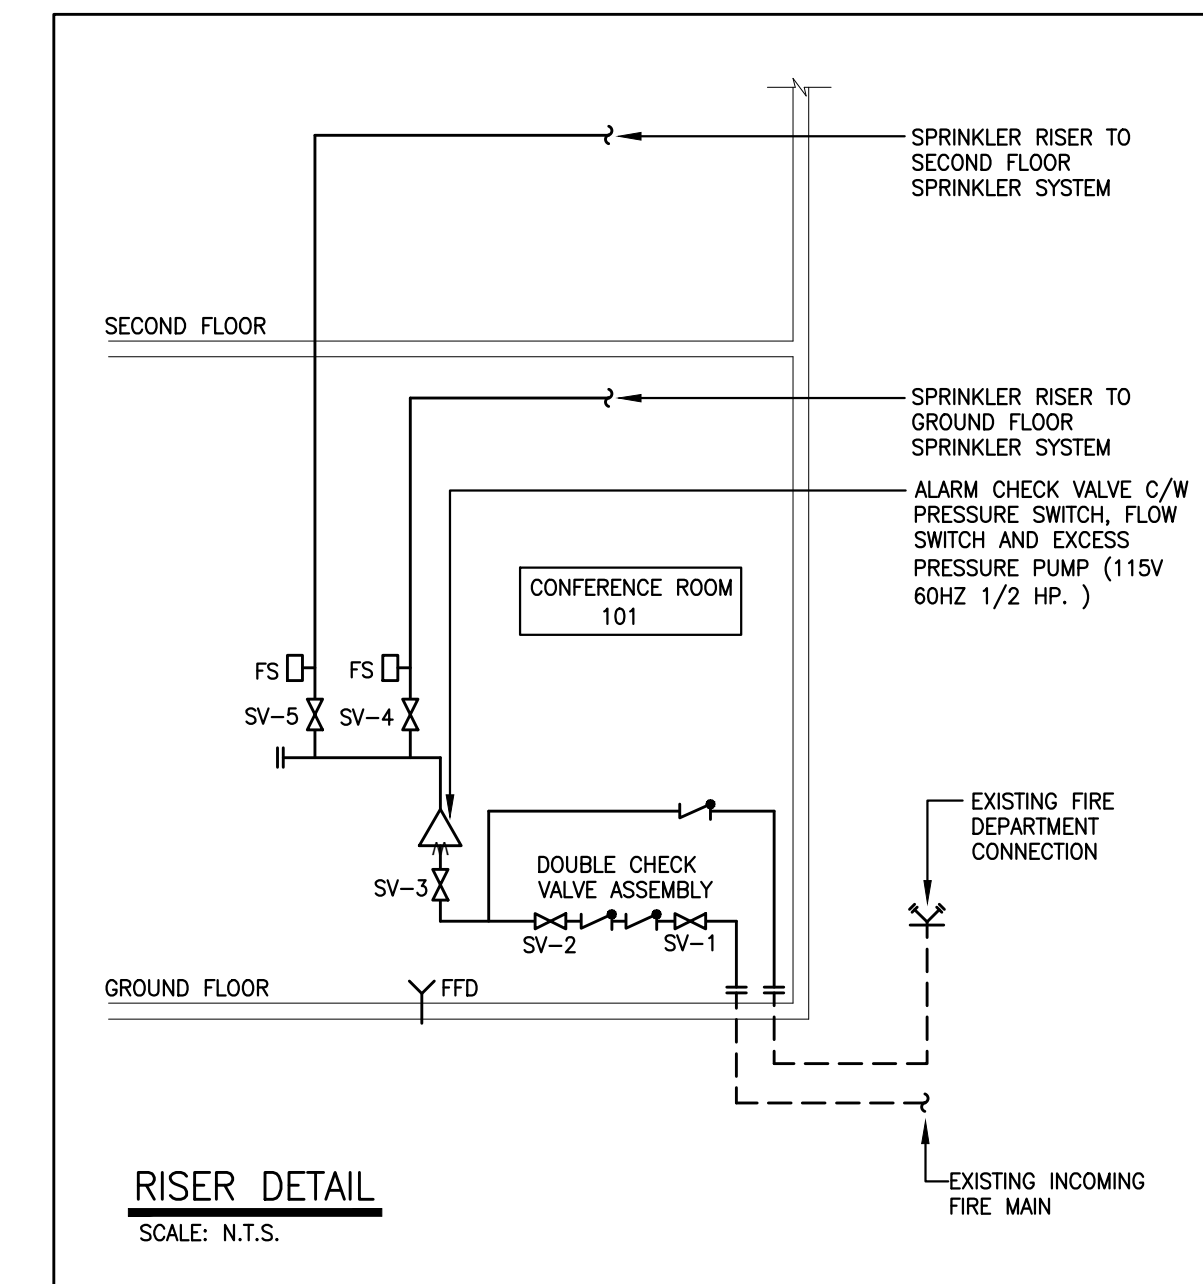 SPRINKLER RISER TO
SECOND FLOOR
SPRINKLER SYSTEM
SECOND FLOOR
SPRINKLER RISER TO
GROUND FLOOR
SPRINKLER SYSTEM
ALARM CHECK VALVE C/W
PRESSURE SWITCH, FLOW
SWITCH AND EXCESS
PRESSURE PUMP (115V
60HZ 1/2 HP. )
CONFERENCE ROOM
101
FS
FS
SV-5
SV-4
EXISTING FIRE
DEPARTMENT
CONNECTION
DOUBLE CHECK
VALVE ASSEMBLY
SV-3
SV-2
SV-1
GROUND FLOOR
FFD
EXISTING INCOMING
FIRE MAIN
RISER DETAIL
SCALE: N.T.S.